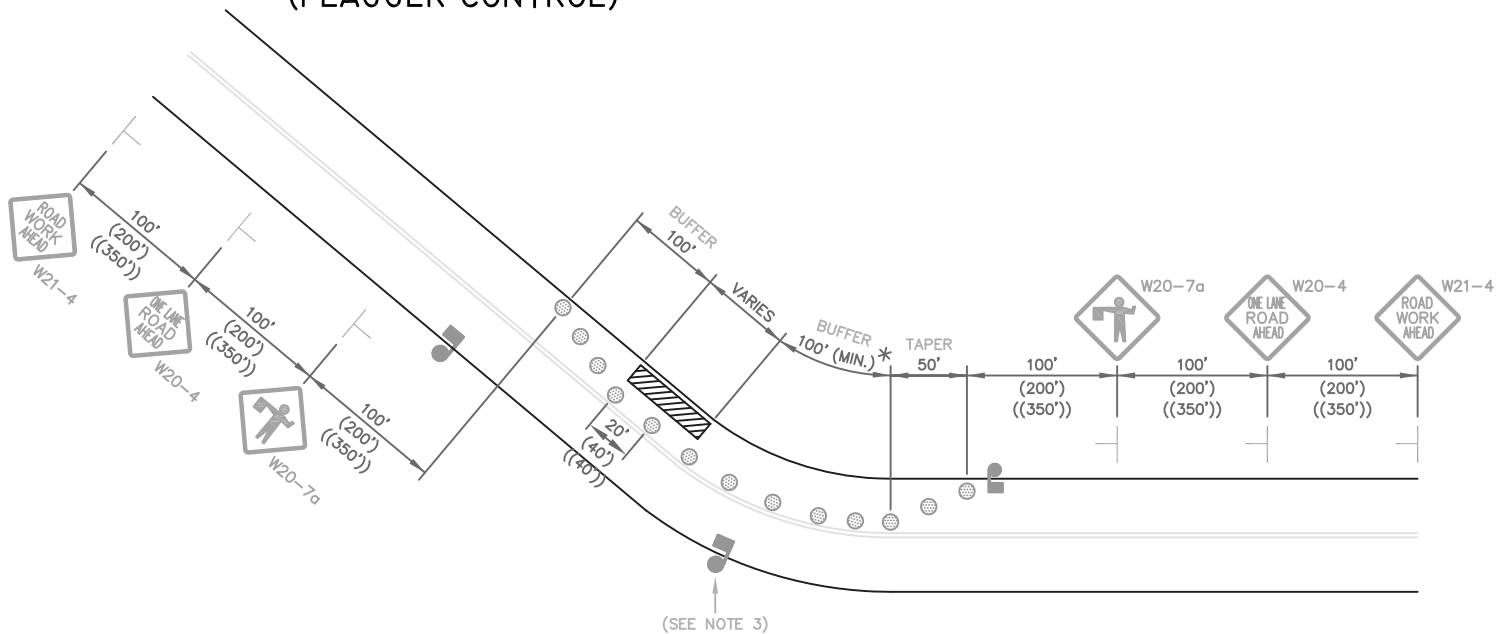 (FLAGGER CONTROL)
ROAD
WORK
AHEAD
W21-4
100'
(200')
((350'))
ONE LANE
ROAD
AHEAD
W20-4
100'
(200')
((350'))
W20-7a
100'
(200')
((350'))
BUFFER
100'
VARIES
BUFFER
100' (MIN.) *
TAPER
50'
20'
(40')
((40'))
W20-7a
100'
(200')
((350'))
ONE LANE
ROAD
AHEAD
W20-4
100'
(200')
((350'))
ROAD
WORK
AHEAD
W21-4
100'
(200')
((350'))
(SEE NOTE 3)